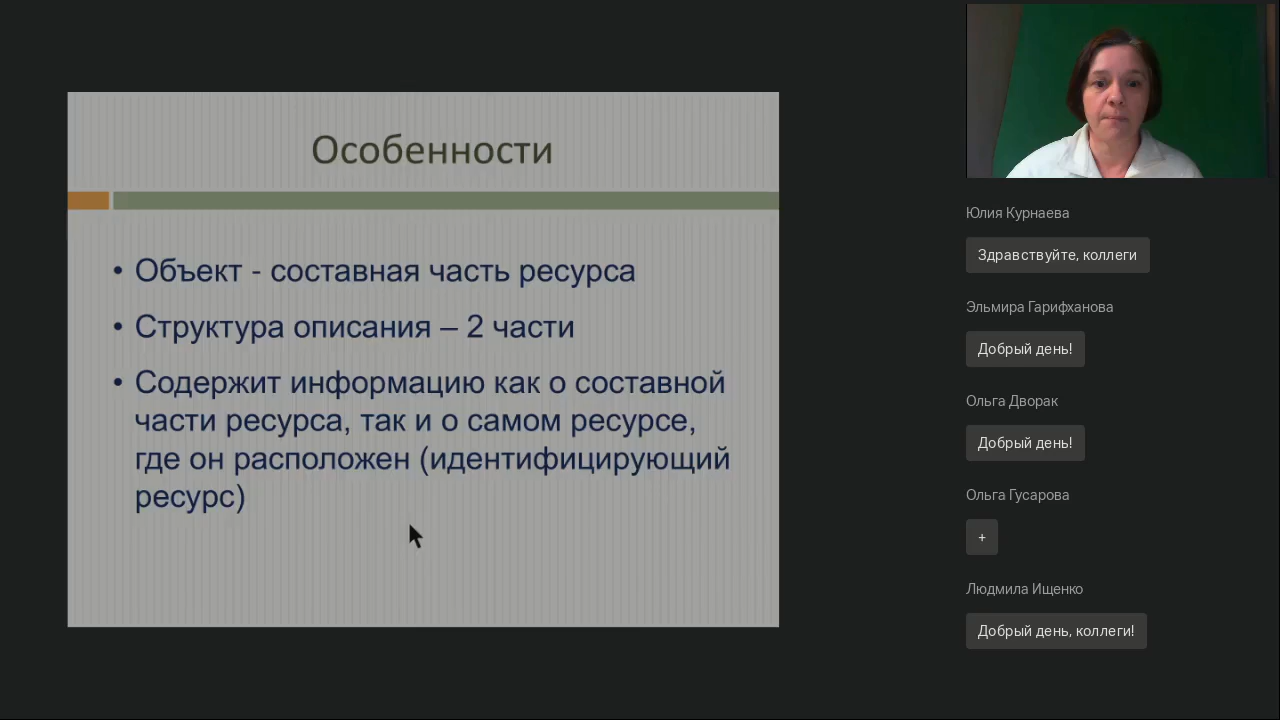 Особенности
• Объект - составная часть ресурса
• Структура описания – 2 части
• Содержит информацию как о составной
части ресурса, так и о самом ресурсе,
где он расположен (идентифицирующий
ресурс)
Юлия Курнаева
Здравствуйте, коллеги
Эльмира Гарифханова
Добрый день!
Ольга Дворак
Добрый день!
Ольга Гусарова
+
Людмила Ищенко
Добрый день, коллеги!